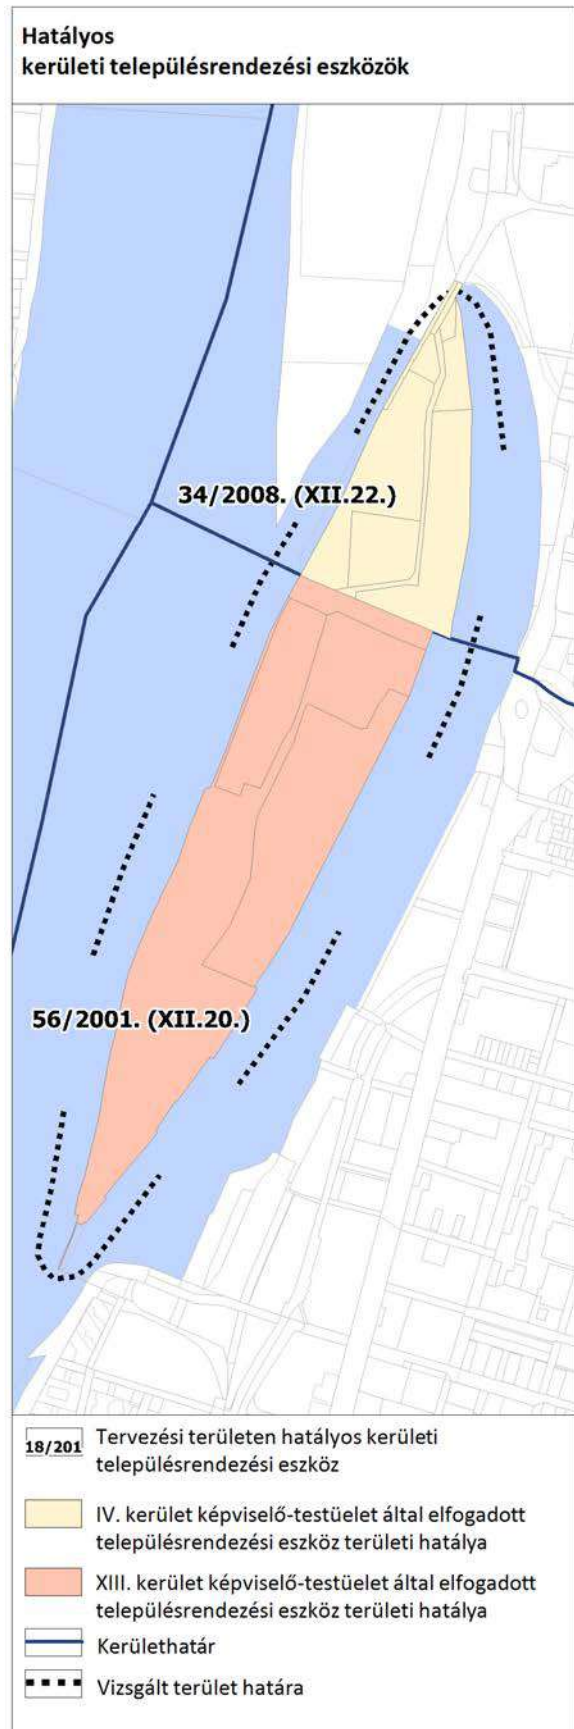 Hatályos
kerületi településrendezési eszközök
34/2008. (XII.22.)
56/2001. (XII.20.)
18/201
Tervezési területen hatályos kerületi
településrendezési eszköz
IV. kerület képviselő-testüelet által elfogadott
településrendezési eszköz területi hatálya
XIII. kerület képviselő-testüelet által elfogadott
településrendezési eszköz területi hatálya
Kerülethatár
Vizsgált terület határa